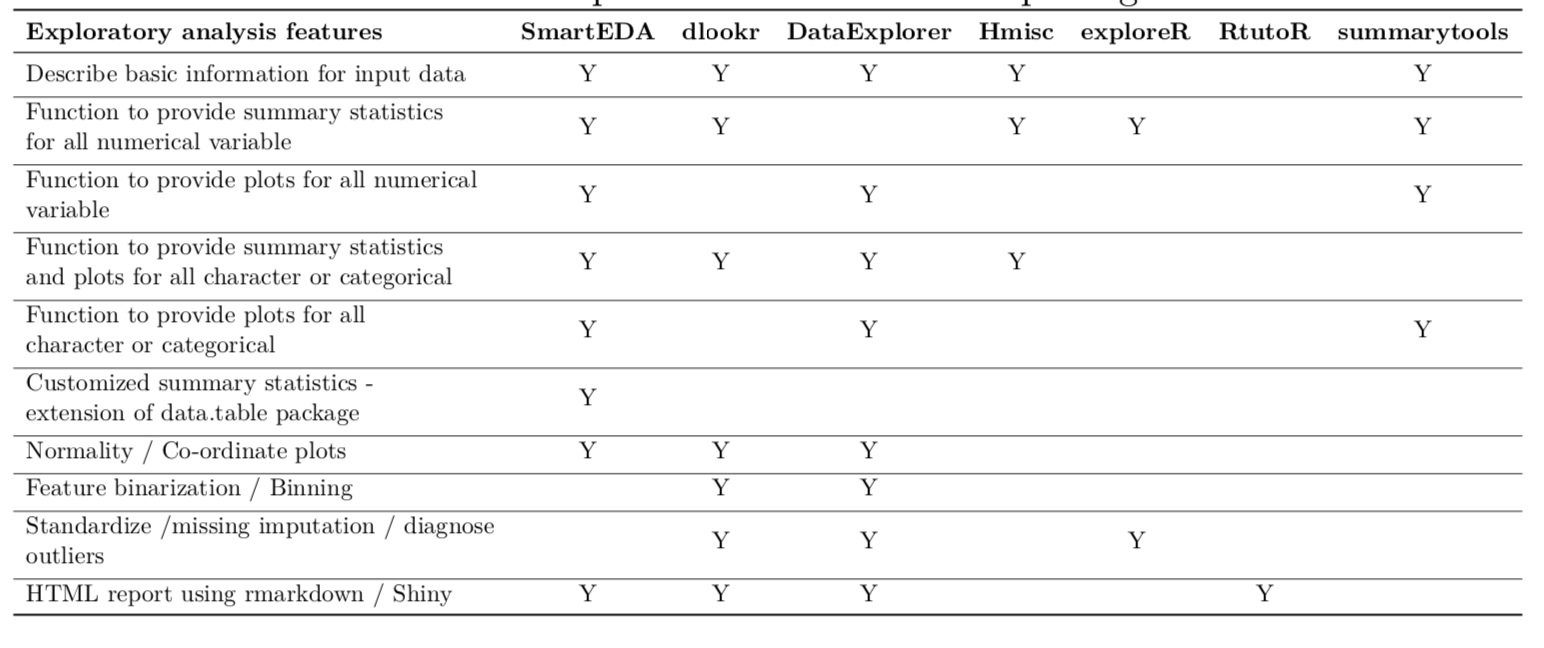 Exploratory analysis features SmartEDA dlookr DataExplorer Hmisc exploreR RtutoR summarytools
Describe basic information for input data Y Y Y Y Y
Function to provide summary statistics
for all numerical variable Y Y Y Y Y
Function to provide plots for all numerical
variable Y Y Y
Function to provide summary statistics
and plots for all character or categorical Y Y Y Y
Function to provide plots for all
character or categorical Y Y Y
Customized summary statistics -
extension of data.table package Y
Normality / Co-ordinate plots Y Y Y
Feature binarization / Binning Y Y
Standardize /missing imputation / diagnose
outliers Y Y Y
HTML report using rmarkdown / Shiny Y Y Y Y